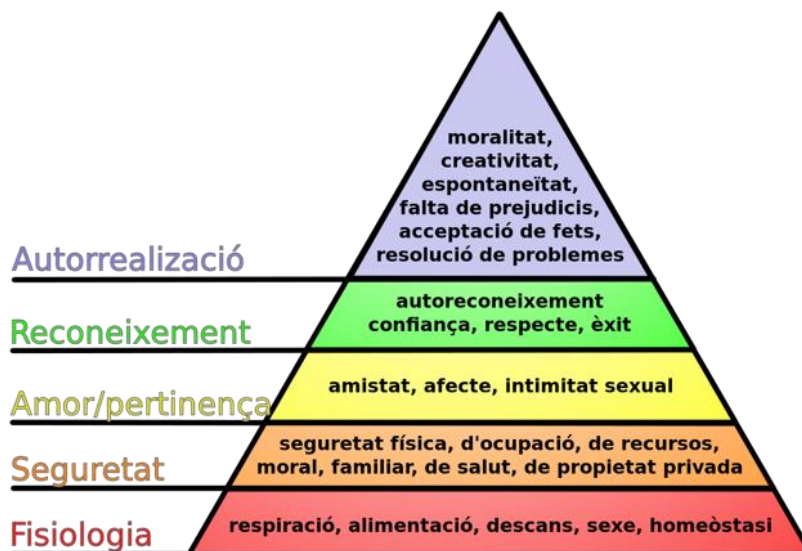 moralitat,
creativitat,
espontaneïtat,
falta de prejudicis,
acceptació de fets,
resolució de problemes
Autorrealizació
autoreconeixement
confiança, respecte, èxit
Reconeixement
amistat, afecte, intimitat sexual
Amor/pertinença
seguretat física, d'ocupació, de recursos,
moral, familiar, de salut, de propietat privada
Seguretat
respiració, alimentació, descans, sexe, homeòstasi
Fisiologia